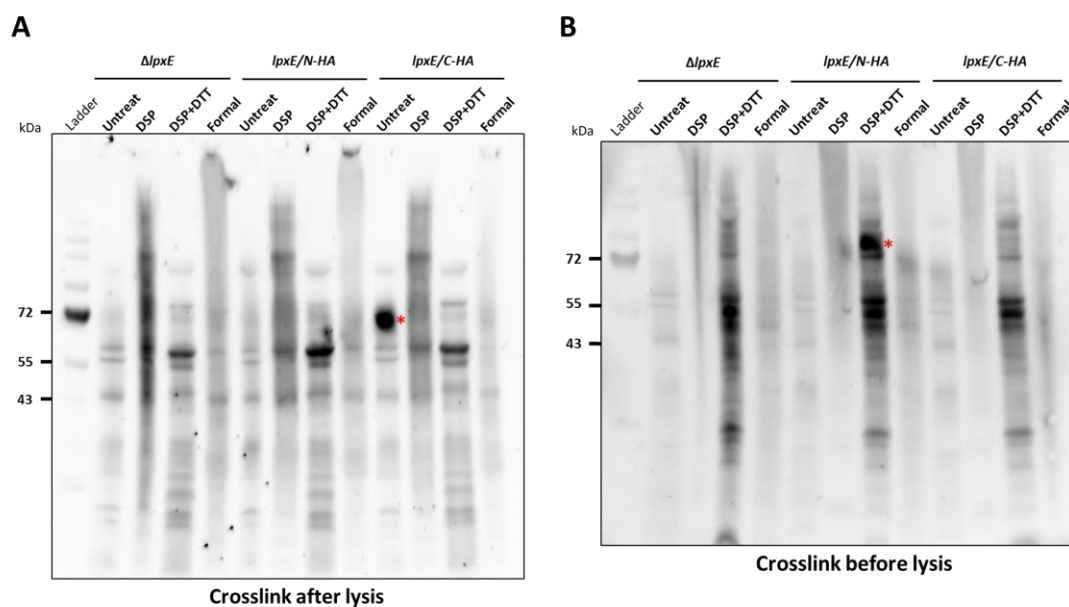 A
ΔlpxE lpxE/N-HA lpxE/C-HA
Ladder Untreat DSP DSP+DTT Formal Untreat DSP DSP+DTT Formal Untreat DSP DSP+DTT Formal
kDa
72
55
43
*
Crosslink after lysis
B
ΔlpxE lpxE/N-HA lpxE/C-HA
Ladder Untreat DSP DSP+DTT Formal Untreat DSP DSP+DTT Formal Untreat DSP DSP+DTT Formal
kDa
*
72
55
43
Crosslink before lysis